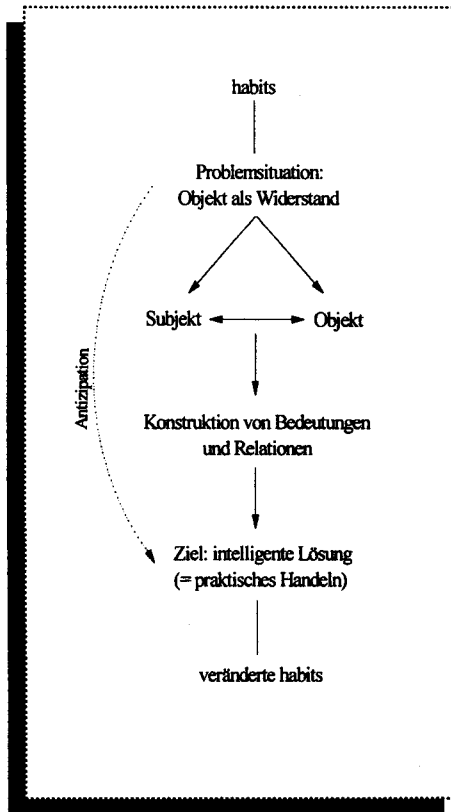 habits
Problemsituation:
Objekt als Widerstand
Subjekt
Objekt
Antizipation
Konstruktion von Bedeutungen
und Relationen
Ziel: intelligente Lösung
(= praktisches Handeln)
veränderte habits